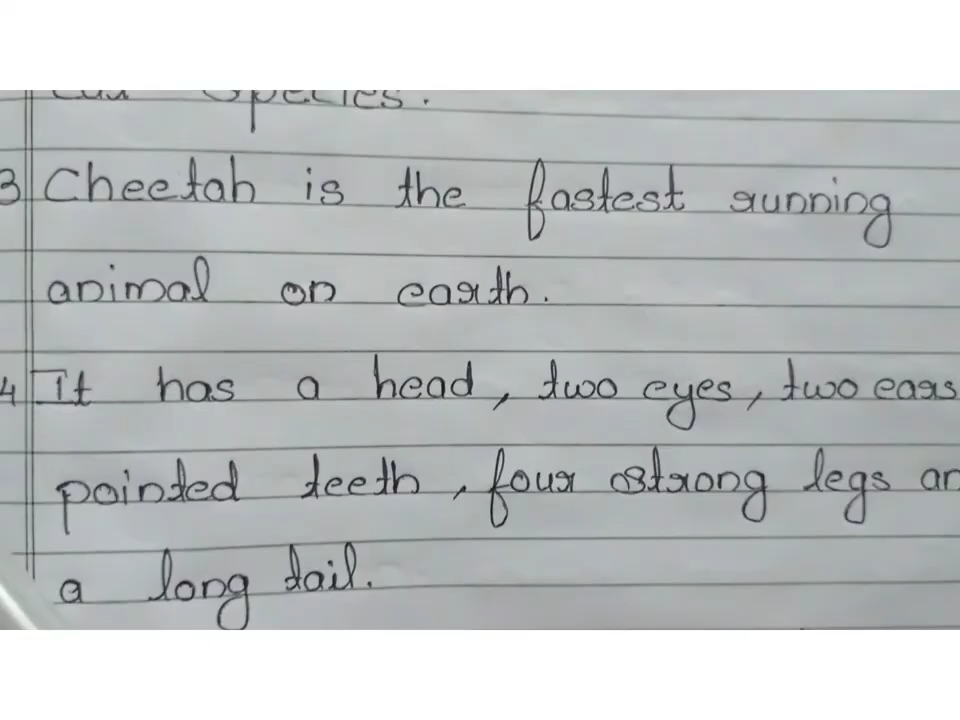 species.
3 Cheetah is the fastest running
animal on earth.
4 It has a head, two eyes, two ears
pointed teeth, four strong legs an
a long tail.